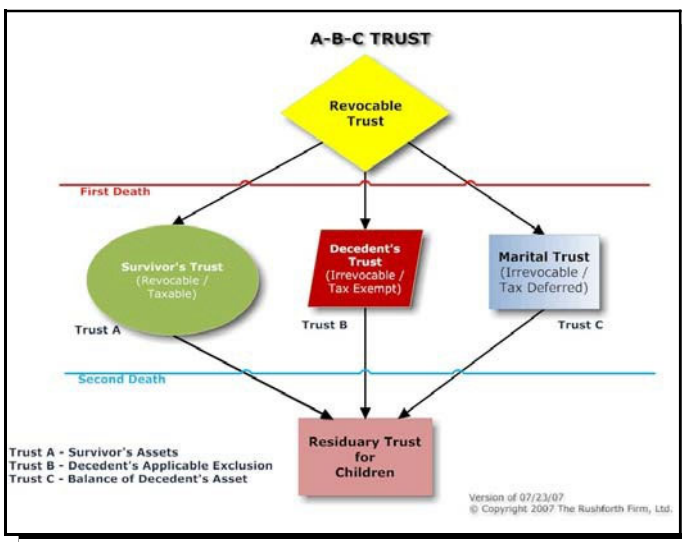 A-B-C TRUST
Revocable
Trust
First Death
Survivor's Trust
(Revocable /
Taxable)
Trust A
Decedent's
Trust
(Irrevocable /
Tax Exempt)
Trust B
Marital Trust
(Irrevocable /
Tax Deferred)
Trust C
Second Death
Residuary Trust
for
Children
Trust A - Survivor's Assets
Trust B - Decedent's Applicable Exclusion
Trust C - Balance of Decedent's Asset
Version of 07/23/07
© Copyright 2007 The Rushforth Firm, Ltd.